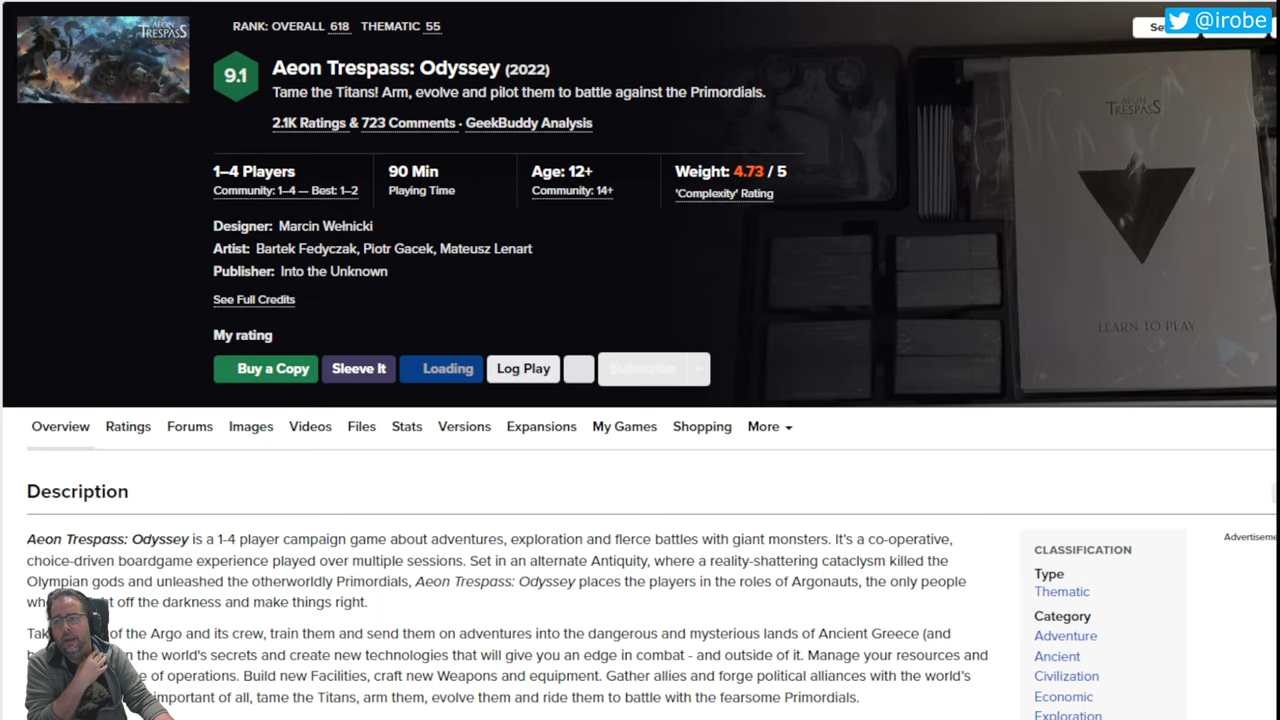 AEON
TRESPASS
ODYSSEY
RANK: OVERALL 618 THEMATIC 55
@irobe
9.1
Aeon Trespass: Odyssey (2022)
Tame the Titans! Arm, evolve and pilot them to battle against the Primordials.
2.1K Ratings & 723 Comments · GeekBuddy Analysis
1–4 Players
Community: 1–4 — Best: 1–2
90 Min
Playing Time
Age: 12+
Community: 14+
Weight: 4.73 / 5
'Complexity' Rating
Designer: Marcin Wełnicki
Artist: Bartek Fedyczak, Piotr Gacek, Mateusz Lenart
Publisher: Into the Unknown
See Full Credits
My rating
Buy a Copy
Sleeve It
Loading
Log Play
Subscribe
AEON
TRESPASS
LEARN TO PLAY
Overview Ratings Forums Images Videos Files Stats Versions Expansions My Games Shopping More
Description
Aeon Trespass: Odyssey is a 1-4 player campaign game about adventures, exploration and fierce battles with giant monsters. It's a co-operative,
choice-driven boardgame experience played over multiple sessions. Set in an alternate Antiquity, where a reality-shattering cataclysm killed the
Olympian gods and unleashed the otherworldly Primordials, Aeon Trespass: Odyssey places the players in the roles of Argonauts, the only people
off the darkness and make things right.
of the Argo and its crew, train them and send them on adventures into the dangerous and mysterious lands of Ancient Greece (and
the world's secrets and create new technologies that will give you an edge in combat - and outside of it. Manage your resources and
of operations. Build new Facilities, craft new Weapons and equipment. Gather allies and forge political alliances with the world's
important of all, tame the Titans, arm them, evolve them and ride them to battle with the fearsome Primordials.
CLASSIFICATION
Type
Thematic
Category
Adventure
Ancient
Civilization
Economic
Exploration